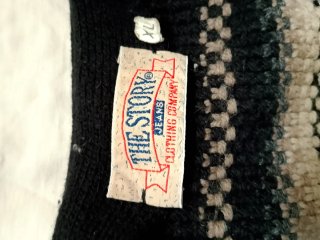 XL
THE STORY®
JEANS
CLOTHING COMPANY